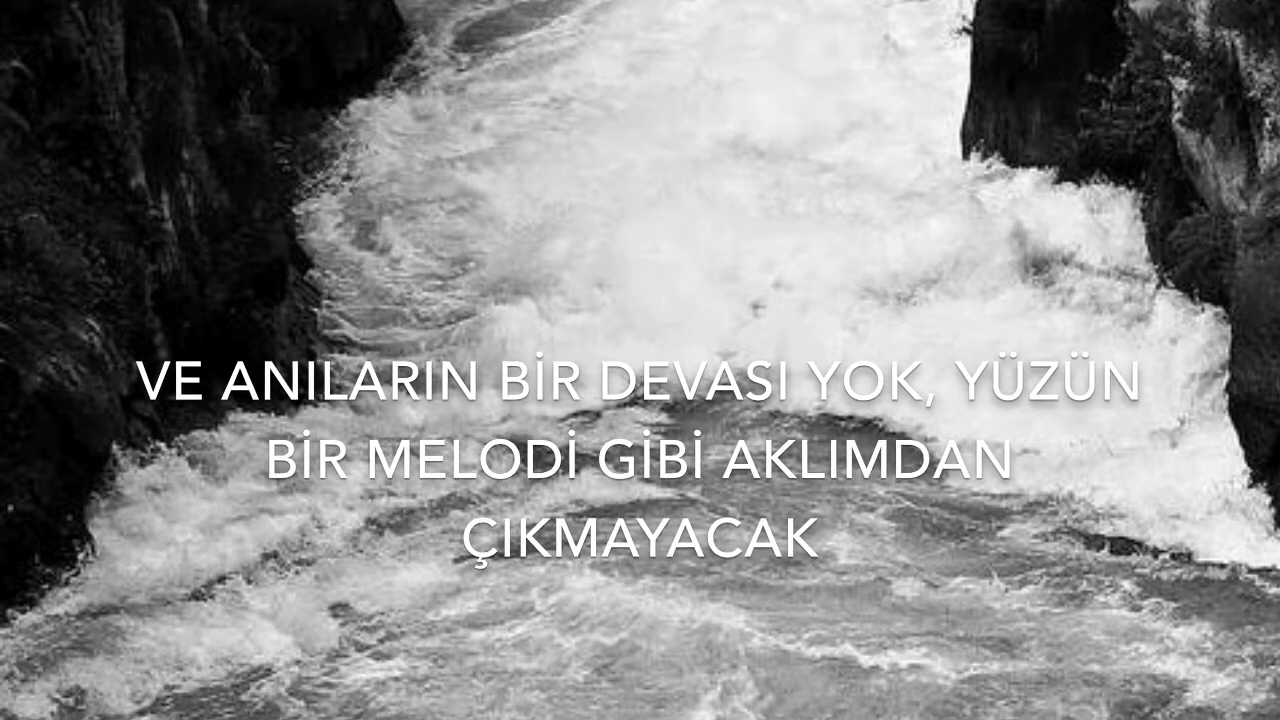 VE ANILARIN BİR DEVASI YOK, YÜZÜN
BİR MELODİ GİBİ AKLIMDAN
ÇIKMAYACAK